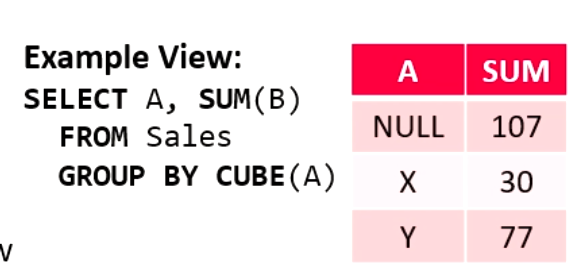 Example View:
SELECT A, SUM(B)
FROM Sales
GROUP BY CUBE(A)
A SUM
NULL 107
X 30
Y 77